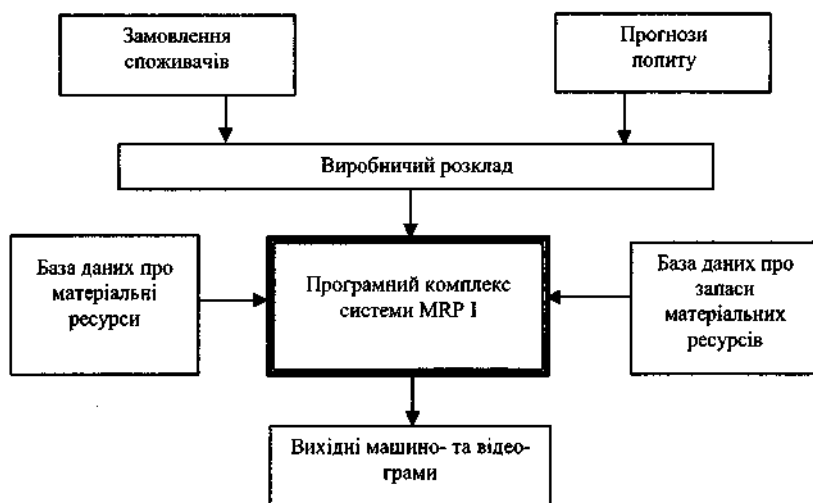 Замовлення
споживачів
Прогнози
попиту
Виробничий розклад
База даних про
матеріальні
ресурси
Програмний комплекс
системи MRP I
База даних про
запаси
матеріальних
ресурсів
Вихідні машино- та відео-
грами